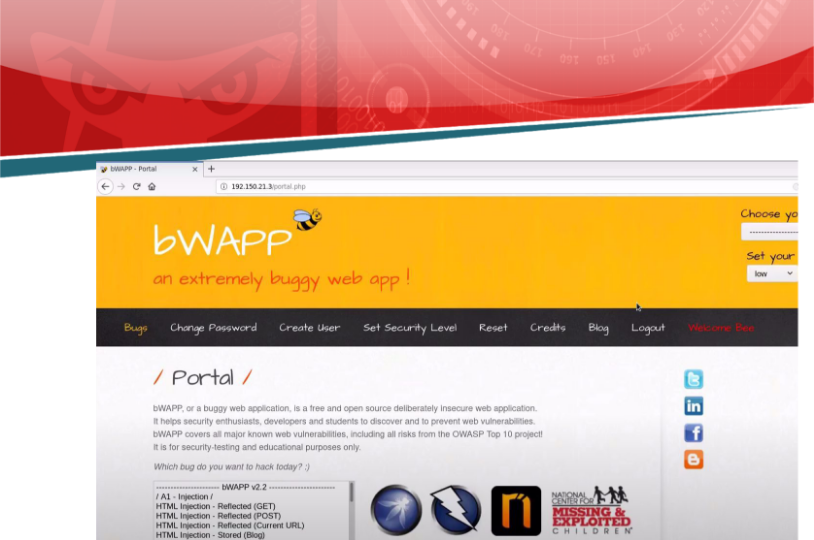 bWAPP - Portal
192.150.21.3/portal.php
Choose yo
bWAPP
Set your
an extremely buggy web app !
low
Bugs Change Password Create User Set Security Level Reset Credits Blog Logout Welcome Bee
/ Portal /
bWAPP, or a buggy web application, is a free and open source deliberately insecure web application.
It helps security enthusiasts, developers and students to discover and to prevent web vulnerabilities.
bWAPP covers all major known web vulnerabilities, including all risks from the OWASP Top 10 project!
It is for security-testing and educational purposes only.
Which bug do you want to hack today? :)
----------------------- bWAPP v2.2 -----------------------
/ A1 - Injection /
HTML Injection - Reflected (GET)
HTML Injection - Reflected (POST)
HTML Injection - Reflected (Current URL)
HTML Injection - Stored (Blog)
NATIONAL
CENTER FOR
MISSING &
EXPLOITED
CHILDREN